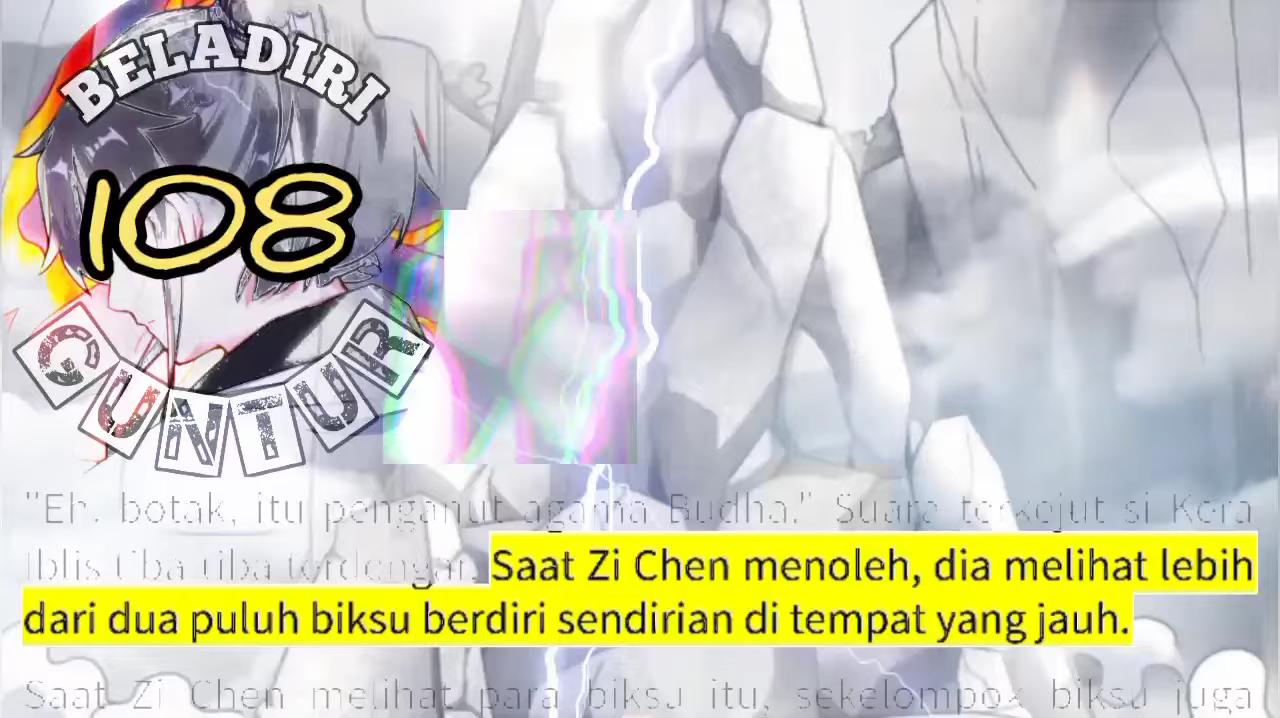 BELADIRI
108
GUNTUR
"Eh, botak, itu penganut agama Budha." Suara terkejut si Kera
Iblis tiba-tiba terdengar. Saat Zi Chen menoleh, dia melihat lebih
dari dua puluh biksu berdiri sendirian di tempat yang jauh.
Saat Zi Chen melihat para biksu itu, sekelompok biksu juga